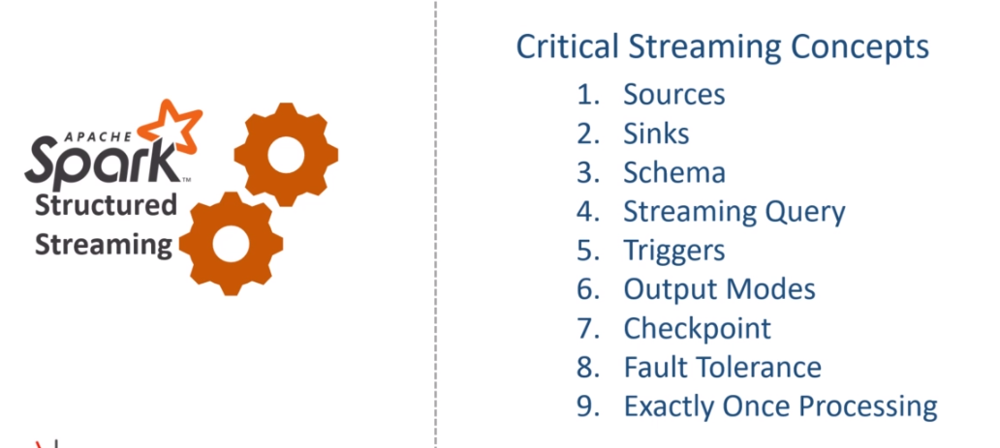 APACHE
Spark™
Structured
Streaming
Critical Streaming Concepts
1. Sources
2. Sinks
3. Schema
4. Streaming Query
5. Triggers
6. Output Modes
7. Checkpoint
8. Fault Tolerance
9. Exactly Once Processing